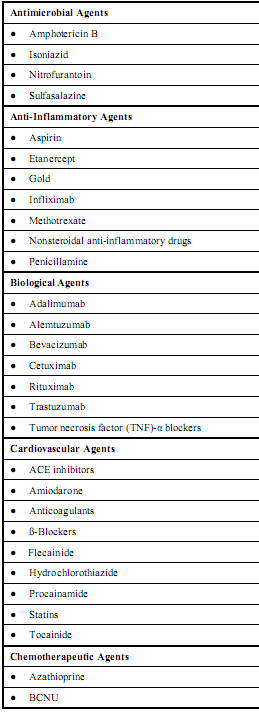 Antimicrobial Agents
● Amphotericin B
● Isoniazid
● Nitrofurantoin
● Sulfasalazine
Anti-Inflammatory Agents
● Aspirin
● Etanercept
● Gold
● Infliximab
● Methotrexate
● Nonsteroidal anti-inflammatory drugs
● Penicillamine
Biological Agents
● Adalimumab
● Alemtuzumab
● Bevacizumab
● Cetuximab
● Rituximab
● Trastuzumab
● Tumor necrosis factor (TNF)-α blockers
Cardiovascular Agents
● ACE inhibitors
● Amiodarone
● Anticoagulants
● ß-Blockers
● Flecainide
● Hydrochlorothiazide
● Procainamide
● Statins
● Tocainide
Chemotherapeutic Agents
● Azathioprine
● BCNU